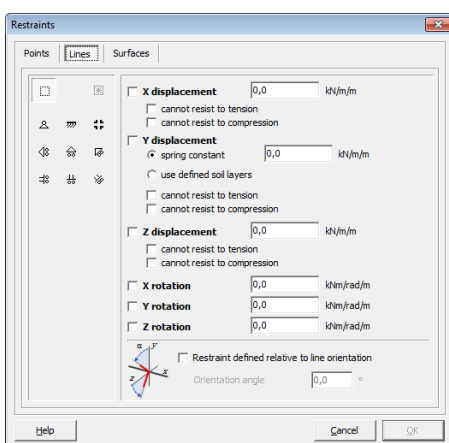 Restraints
Points Lines Surfaces
X displacement 0,0 kN/m/m
cannot resist to tension
cannot resist to compression
Y displacement
spring constant 0,0 kN/m/m
use defined soil layers
cannot resist to tension
cannot resist to compression
Z displacement 0,0 kN/m/m
cannot resist to tension
cannot resist to compression
X rotation 0,0 kNm/rad/m
Y rotation 0,0 kNm/rad/m
Z rotation 0,0 kNm/rad/m
α y
z x
Restraint defined relative to line orientation
Orientation angle 0,0 °
Help Cancel OK